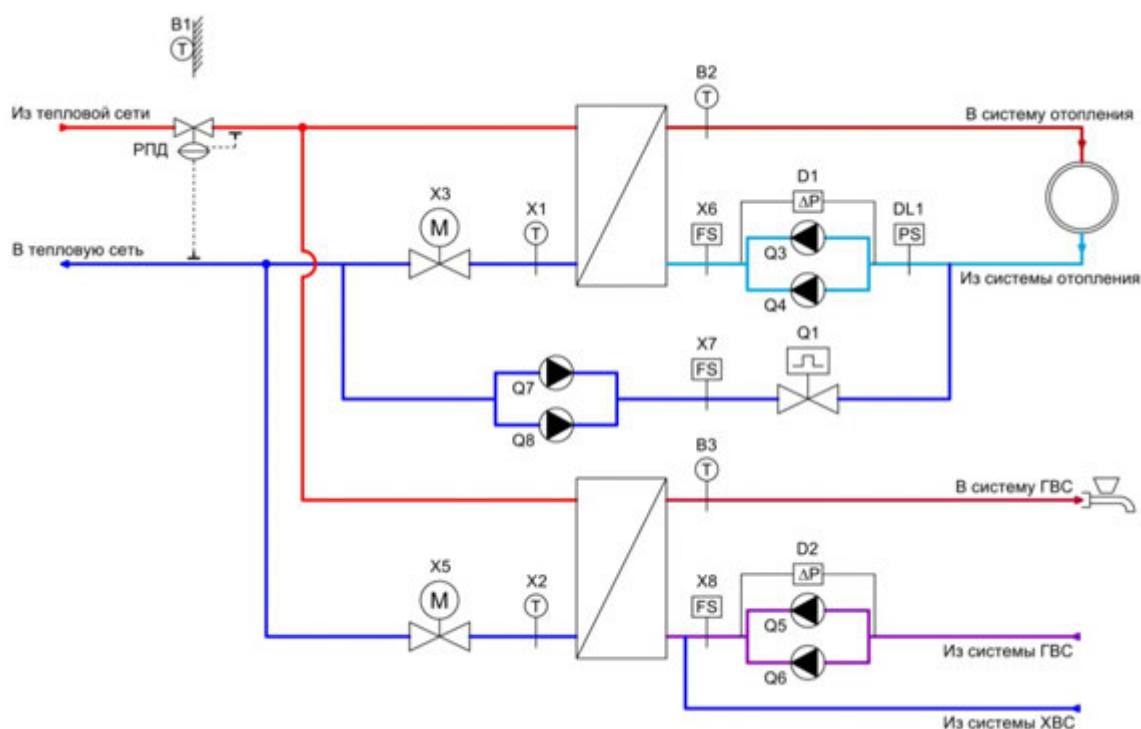 B1
T
B2
T
Из тепловой сети
В систему отопления
РПД
X3
M
X1
T
X6
FS
D1
ΔP
DL1
PS
Q3
Q4
В тепловую сеть
Из системы отопления
X7
FS
Q1
Q7
Q8
B3
T
В систему ГВС
X5
M
X2
T
X8
FS
D2
ΔP
Q5
Q6
Из системы ГВС
Из системы ХВС